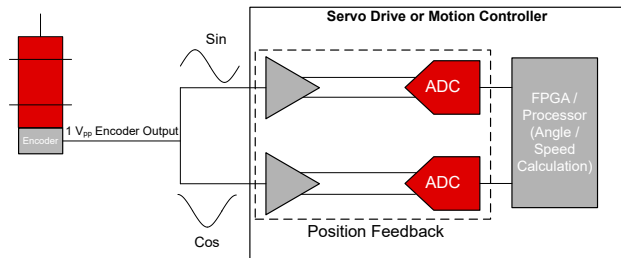 Servo Drive or Motion Controller
Sin
ADC
FPGA /
Processor
(Angle /
Speed
Calculation)
Encoder
1 Vpp Encoder Output
ADC
Cos
Position Feedback